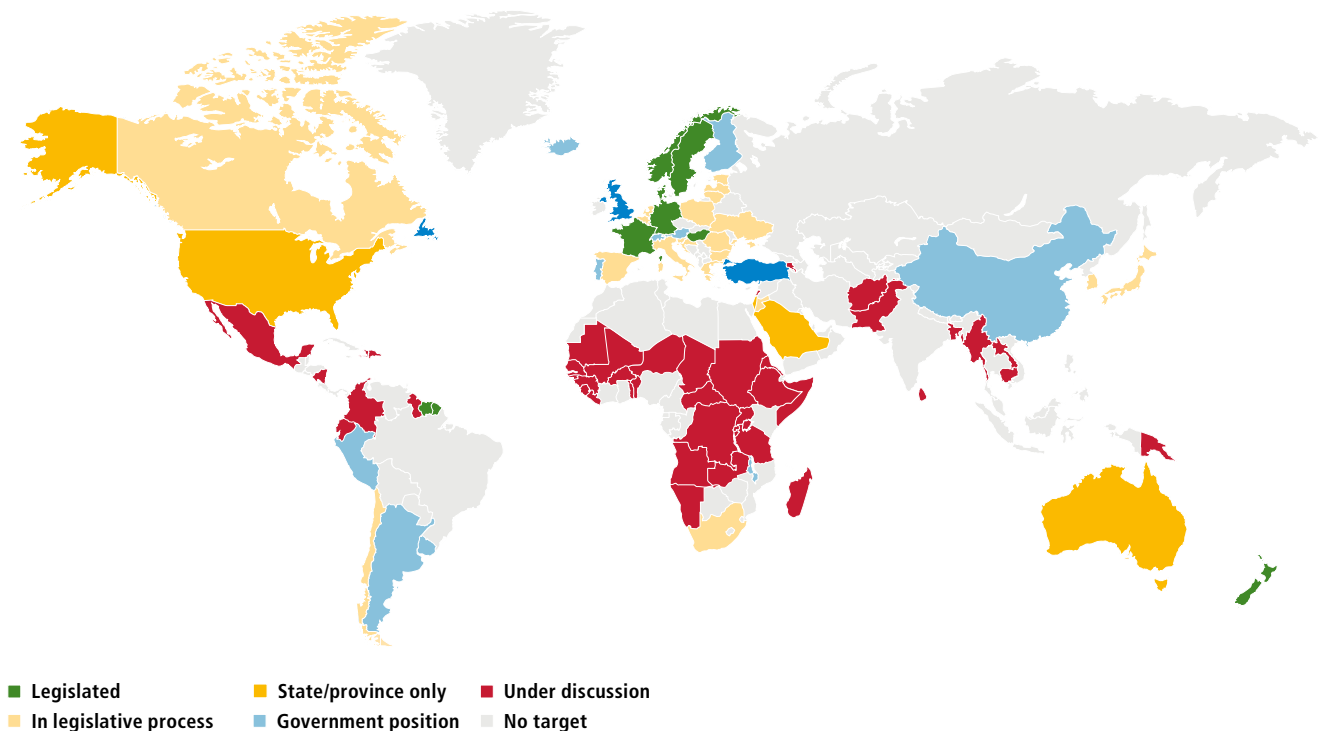 Legislated
State/province only
Under discussion
In legislative process
Government position
No target